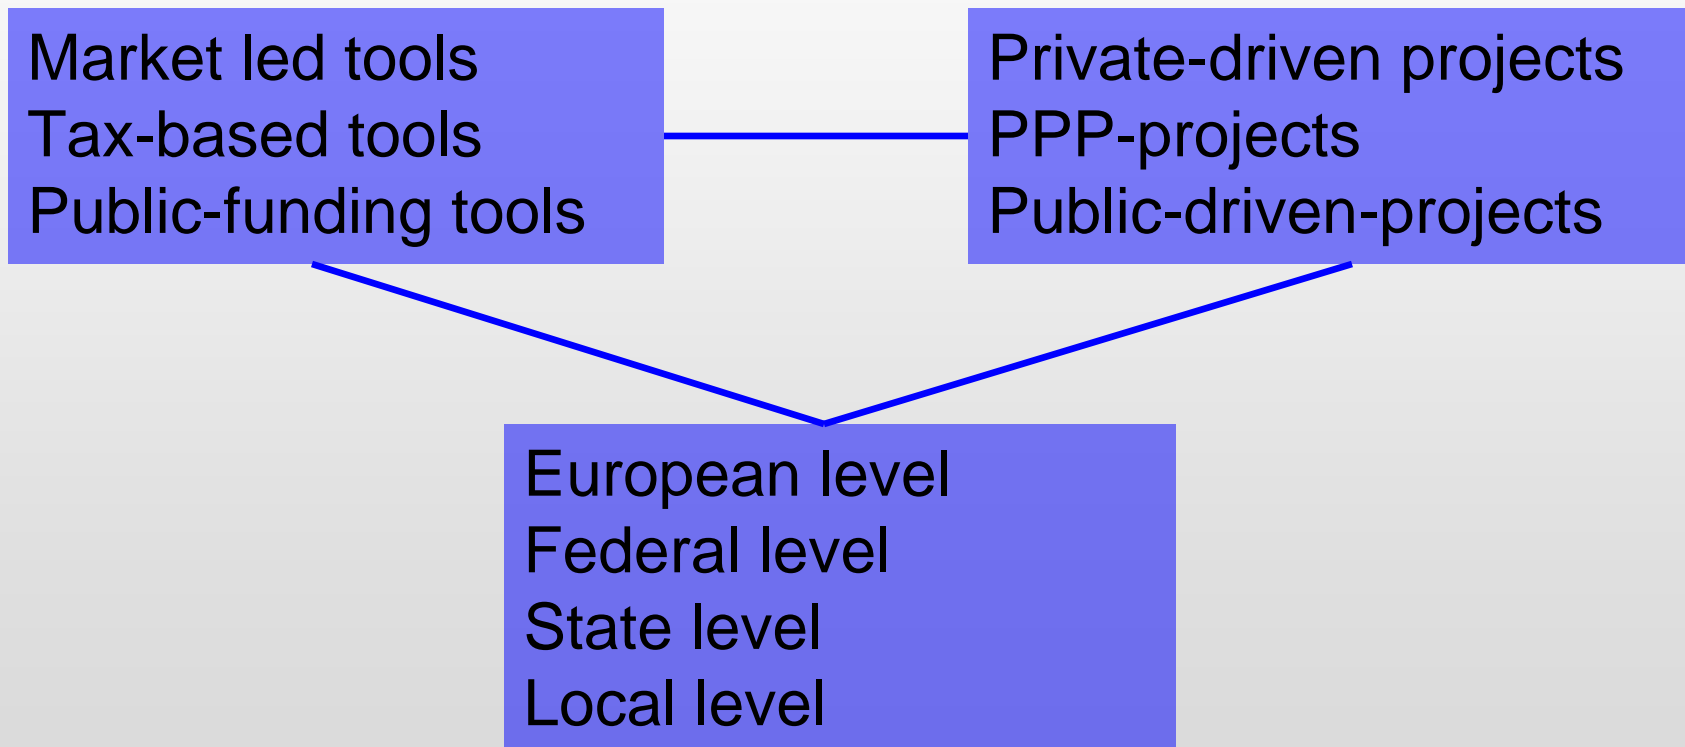 Market led tools
Tax-based tools
Public-funding tools
Private-driven projects
PPP-projects
Public-driven-projects
European level
Federal level
State level
Local level